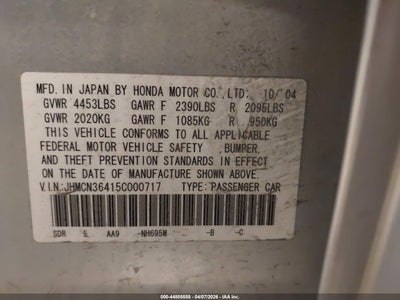 MFD. IN JAPAN BY HONDA MOTOR CO., LTD: 10/ 04
GVWR 4453LBS GAWR F 2390LBS R 2095LBS
GVWR 2020KG GAWR F 1085KG R 950KG
THIS VEHICLE CONFORMS TO ALL APPLICABLE
FEDERAL MOTOR VEHICLE SAFETY , BUMPER,
AND THEFT PREVENTION STANDARDS IN EFFECT
ON THE DATE OF MANUFACTURE SHOWN ABOVE.
V.I.N:JHMCN36415C000717 TYPE: PASSENGER CAR
SDR 5 AA9 -NH695M -B -C
000-44805588 - 04/07/2026 - IAA Inc.